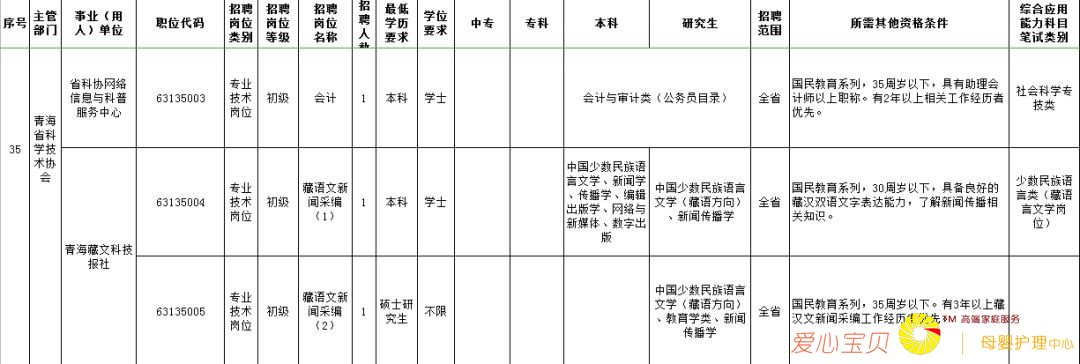 序号
主管
部门
事业（用
人）单位
职位代码
招聘
岗位
类别
招聘
岗位
等级
招聘
岗位
名称
招
聘
人
数
最低
学历
要求
学位
要求
中专
专科
本科
研究生
招聘
范围
所需其他资格条件
综合应用
能力科目
笔试类别
35
青海
省科
学技
术协
会
省科协网络
信息与科普
服务中心
63135003
专业
技术
岗位
初级
会计
1
本科
学士
会计与审计类（公务员目录）
全省
国民教育系列，35周岁以下，具有助理会
计师以上职称。有2年以上相关工作经历者
优先。
社会科学专
技类
青海藏文科技
报社
63135004
专业
技术
岗位
初级
藏语文新
闻采编
（1）
1
本科
学士
中国少数民族语
言文学、新闻学
、传播学、编辑
出版学、网络与
新媒体、数字出
版
中国少数民族语言
文学（藏语方向）
、新闻传播学
全省
国民教育系列，30周岁以下，具备良好的
藏汉双语文字表达能力，了解新闻传播相
关知识。
少数民族语
言类（藏语
言文学岗
位）
63135005
专业
技术
岗位
初级
藏语文新
闻采编
（2）
1
硕士研
究生
不限
中国少数民族语言
文学（藏语方向）
、教育学类、新闻
传播学
全省
国民教育系列，35周岁以下。有3年以上藏
汉文新闻采编工作经历者优先
爱心宝贝
TM 高端家庭服务
母婴护理中心